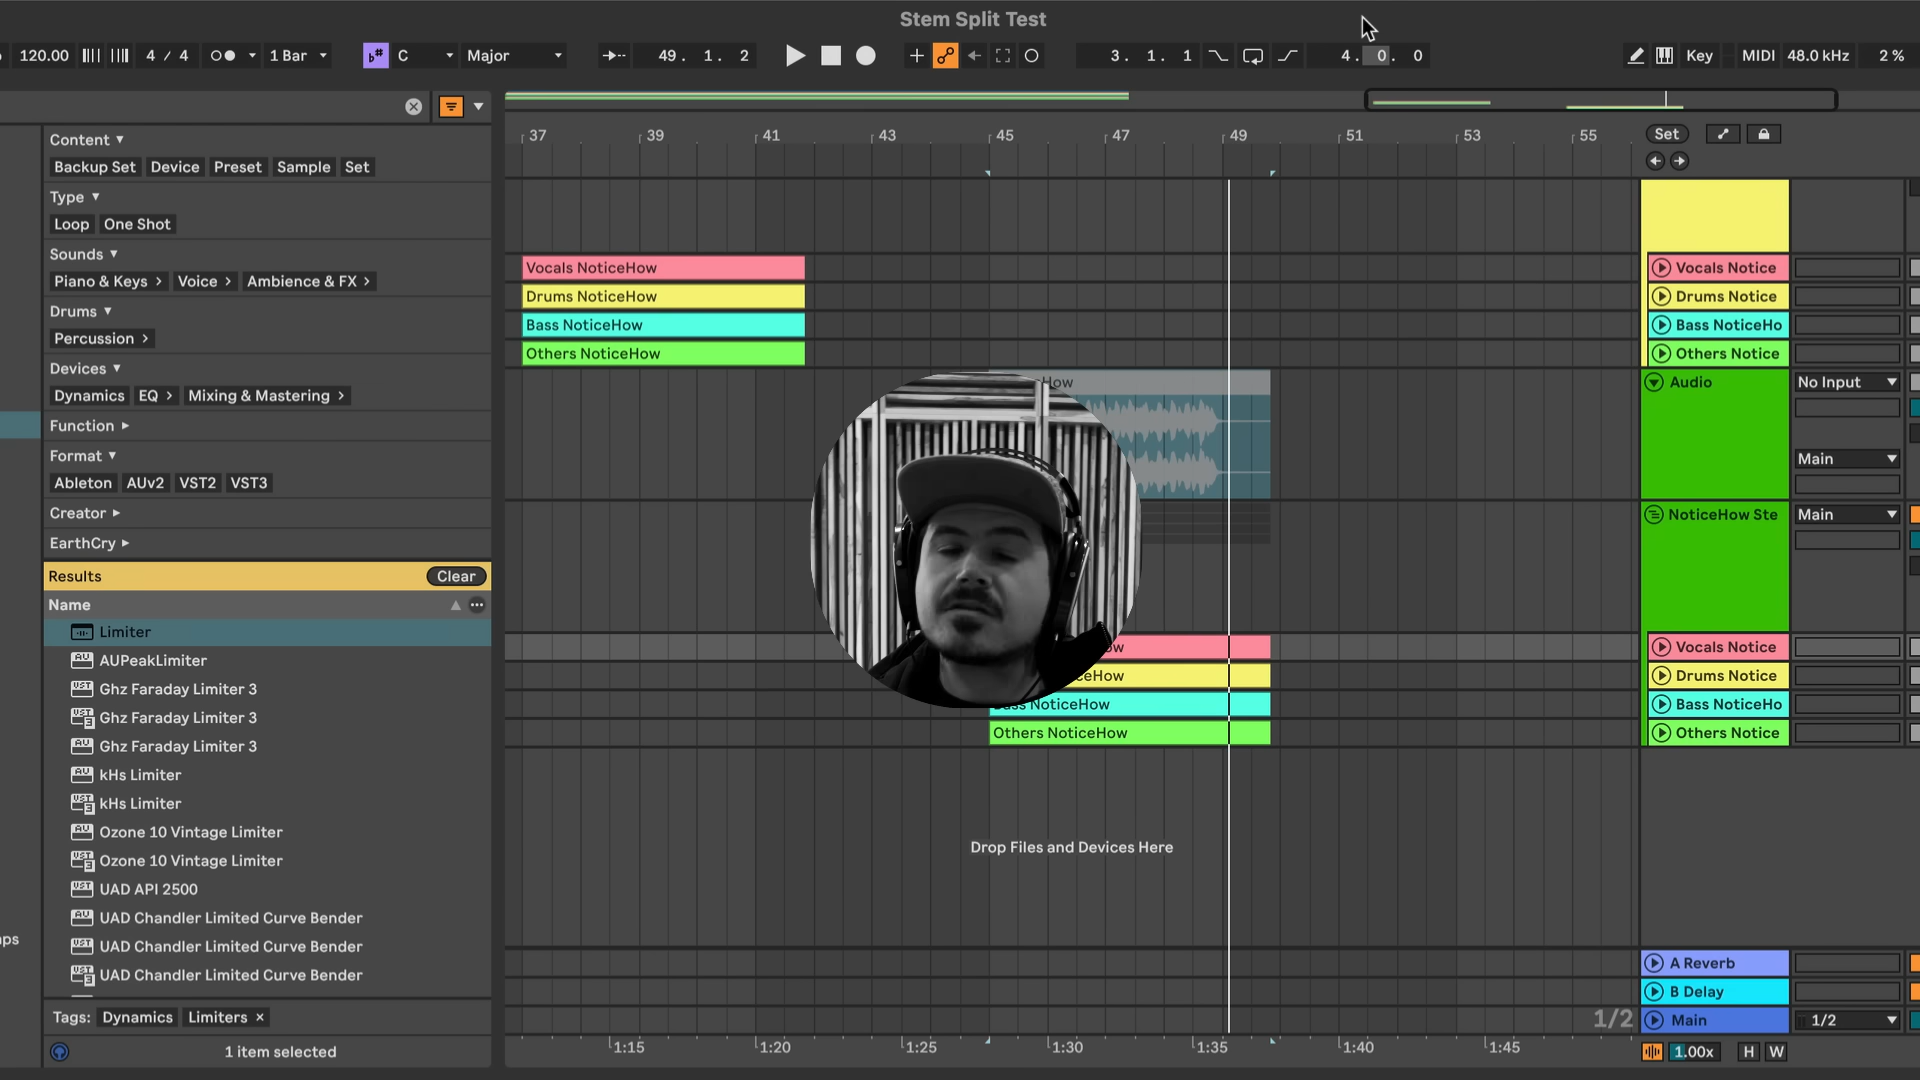 Stem Split Test
120.00 4 / 4 1 Bar C Major 49. 1. 2 3. 1. 1 4. 0. 0 Key MIDI 48.0 kHz 2 %
37 39 41 43 45 47 49 51 53 55 Set
Content
Backup Set Device Preset Sample Set
Type
Loop One Shot
Sounds
Piano & Keys > Voice > Ambience & FX >
Drums
Percussion >
Devices
Dynamics EQ > Mixing & Mastering >
Function
Format
Ableton AUv2 VST2 VST3
Creator
EarthCry
Results Clear
Name
Limiter
AUPeakLimiter
Ghz Faraday Limiter 3
Ghz Faraday Limiter 3
Ghz Faraday Limiter 3
kHs Limiter
kHs Limiter
Ozone 10 Vintage Limiter
Ozone 10 Vintage Limiter
UAD API 2500
UAD Chandler Limited Curve Bender
UAD Chandler Limited Curve Bender
UAD Chandler Limited Curve Bender
Tags: Dynamics Limiters ×
1 item selected
Vocals NoticeHow
Drums NoticeHow
Bass NoticeHow
Others NoticeHow
How
ow
ceHow
Bass NoticeHow
Others NoticeHow
Drop Files and Devices Here
1/2
1:15 1:20 1:25 1:30 1:35 1:40 1:45
Vocals Notice
Drums Notice
Bass NoticeHo
Others Notice
Audio No Input
Main
NoticeHow Ste Main
Vocals Notice
Drums Notice
Bass NoticeHo
Others Notice
A Reverb
B Delay
Main 1/2
1.00x H W